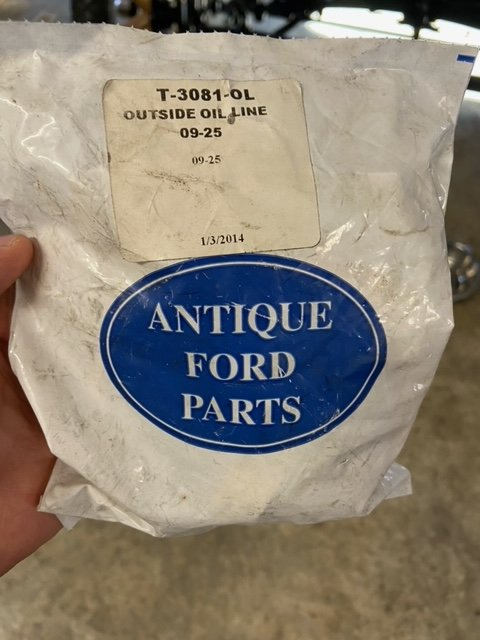 T-3081-OL
OUTSIDE OIL LINE
09-25
09-25
1/3/2014
ANTIQUE
FORD
PARTS